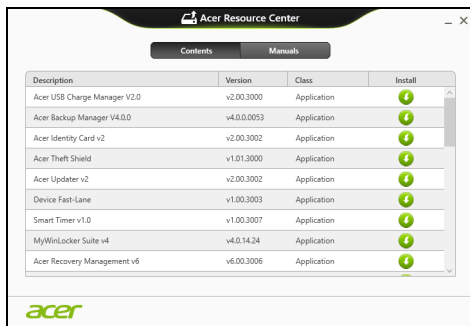 Acer Resource Center
Contents Manuals
Description Version Class Install
Acer USB Charge Manager V2.0 v2.00.3000 Application
Acer Backup Manager V4.0.0 v4.0.0.0053 Application
Acer Identity Card v2 v2.00.3002 Application
Acer Theft Shield v1.01.3000 Application
Acer Updater v2 v2.00.3002 Application
Device Fast-Lane v1.00.3003 Application
Smart Timer v1.0 v1.00.3007 Application
MyWinLocker Suite v4 v4.0.14.24 Application
Acer Recovery Management v6 v6.00.3006 Application
acer